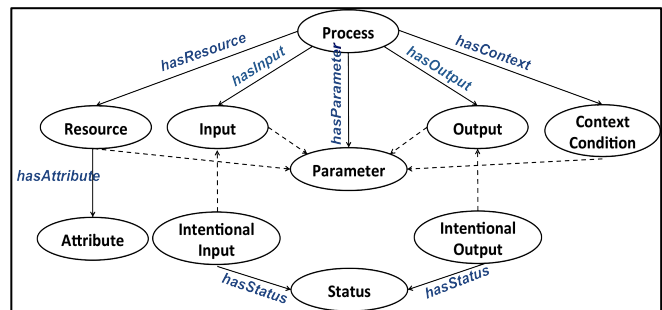 Process
hasResource
hasInput
hasParameter
hasOutput
hasContext
Resource
Input
Output
Context
Condition
Parameter
hasAttribute
Attribute
Intentional
Input
Intentional
Output
hasStatus
Status
hasStatus